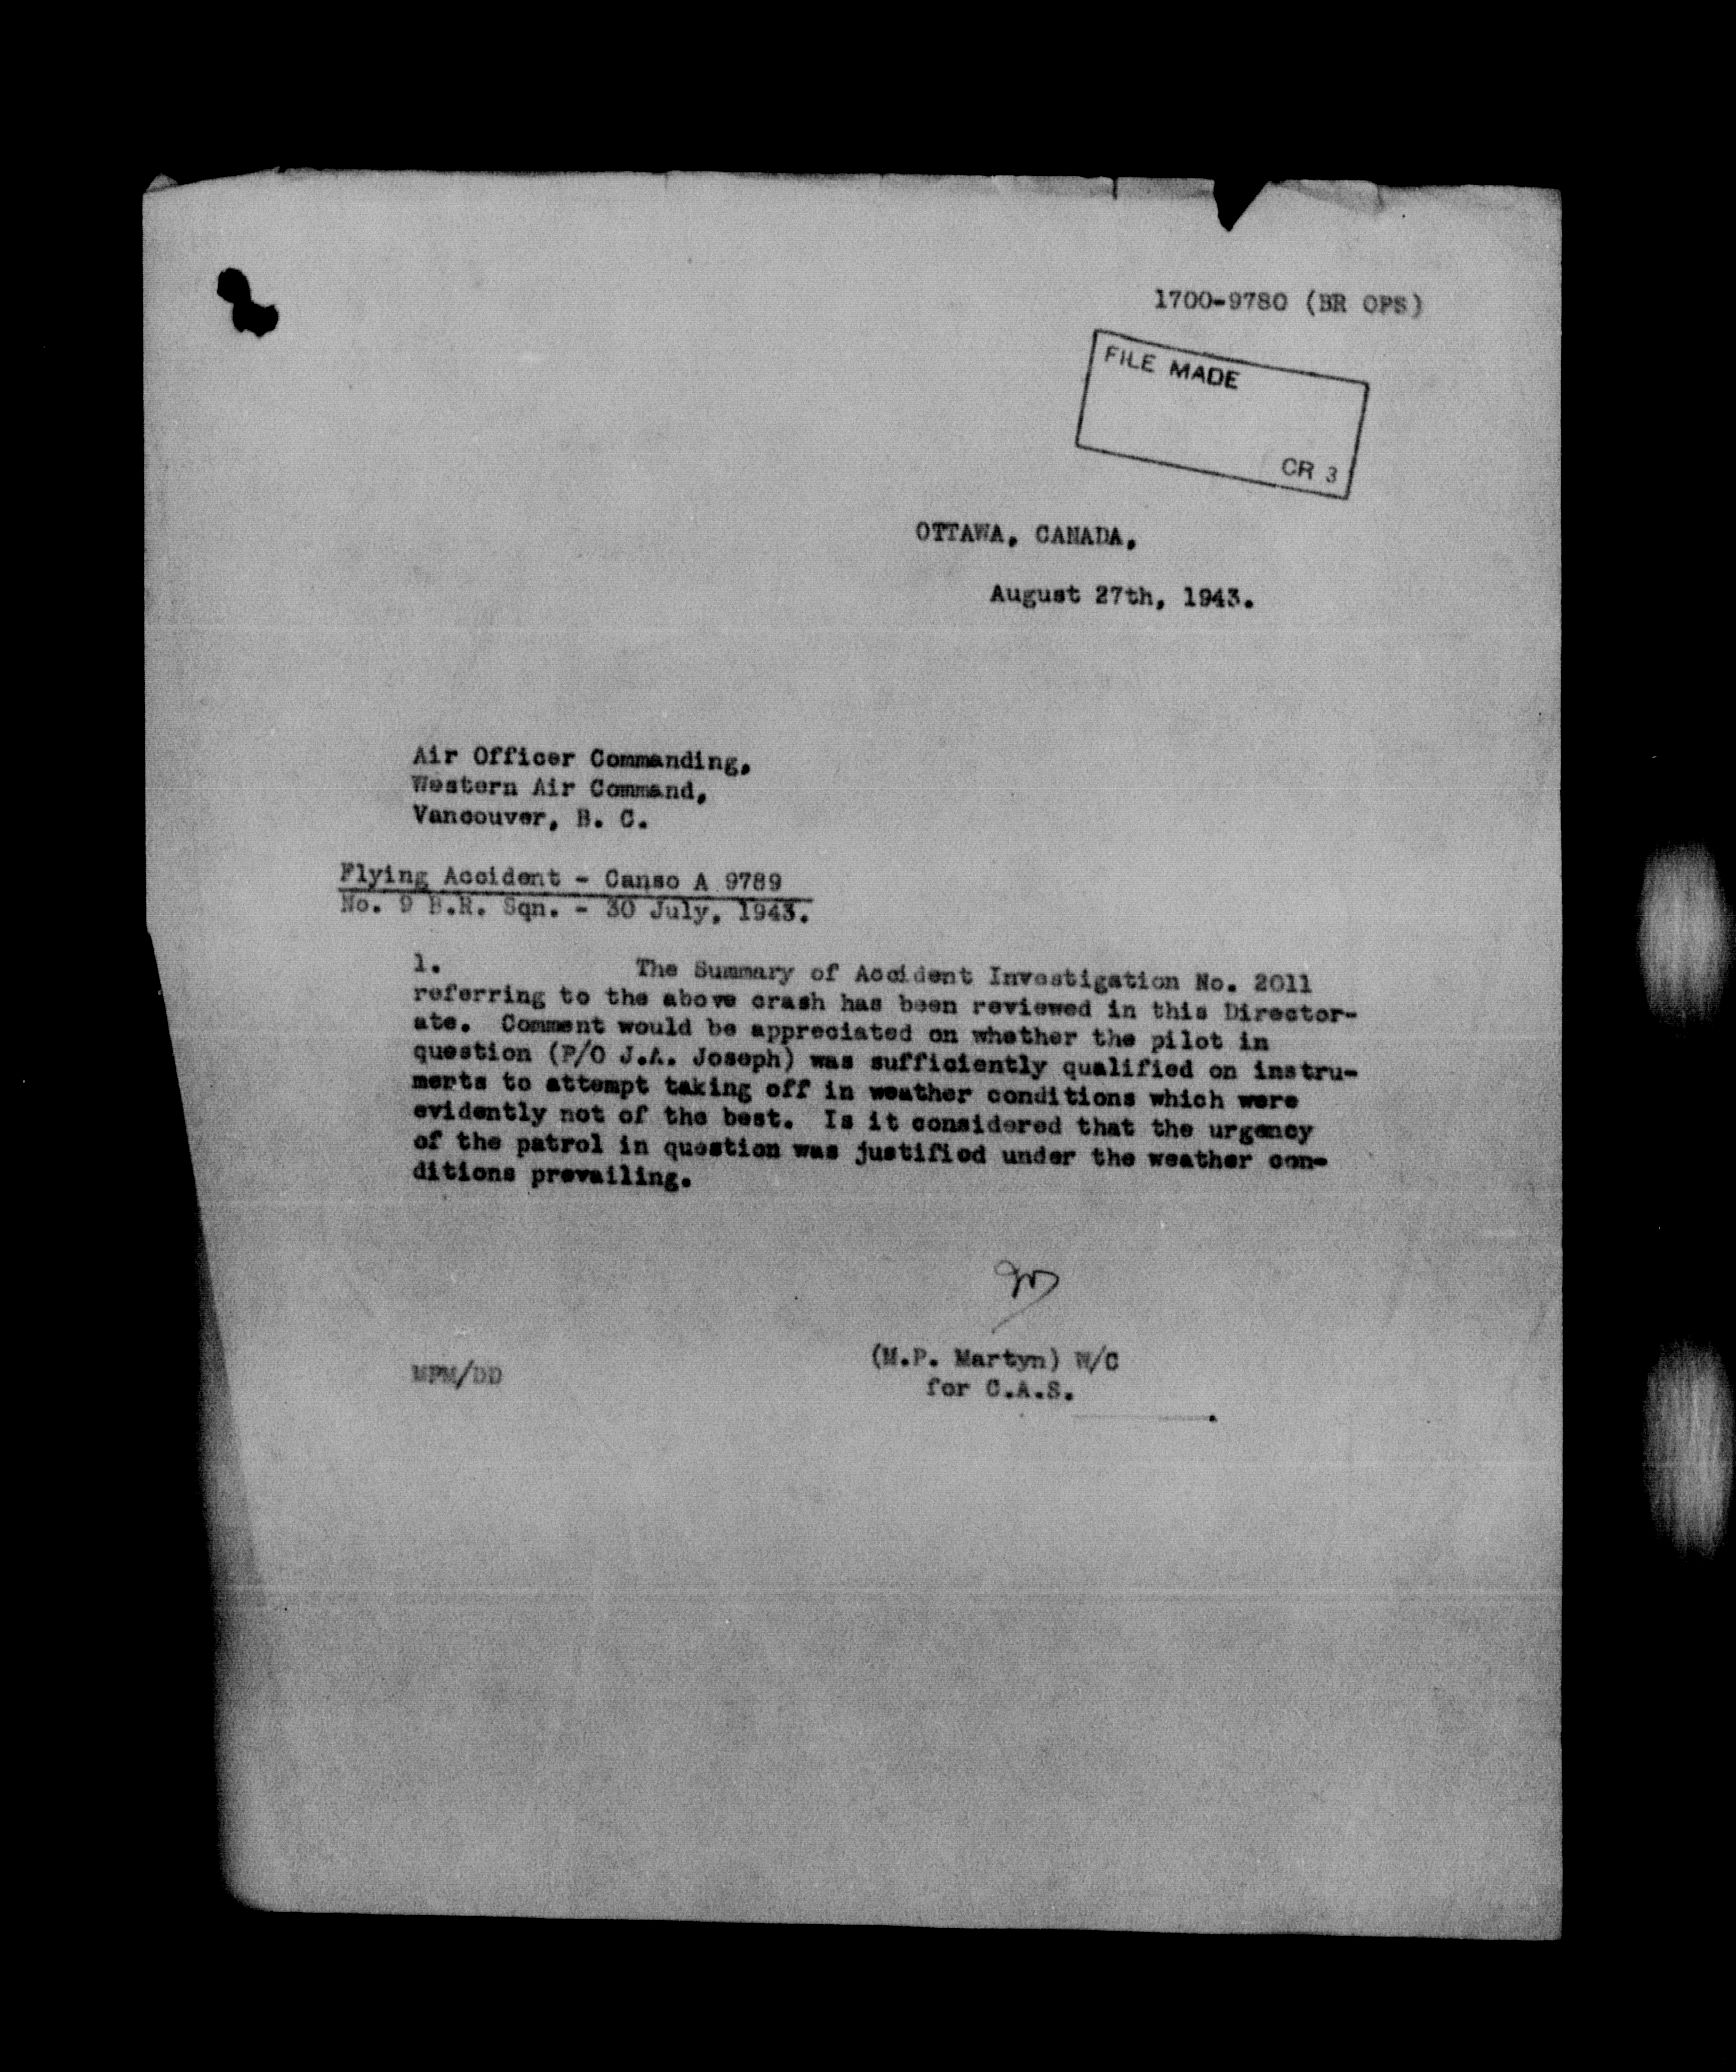 1700-9780 (BR OPS)
FILE MADE
CR 3
OTTAWA, CANADA,
August 27th, 1943.
Air Officer Commanding,
Western Air Command,
Vancouver, B. C.
Flying Accident - Canso A 9789
No. 9 B.R. Sqn. - 30 July, 1943.
1. The Summary of Accident Investigation No. 2011
referring to the above crash has been reviewed in this Director-
ate. Comment would be appreciated on whether the pilot in
question (P/O J.A. Joseph) was sufficiently qualified on instru-
ments to attempt taking off in weather conditions which were
evidently not of the best. Is it considered that the urgency
of the patrol in question was justified under the weather con-
ditions prevailing.
(M.P. Martyn) W/C
for C.A.S.
MPM/DD